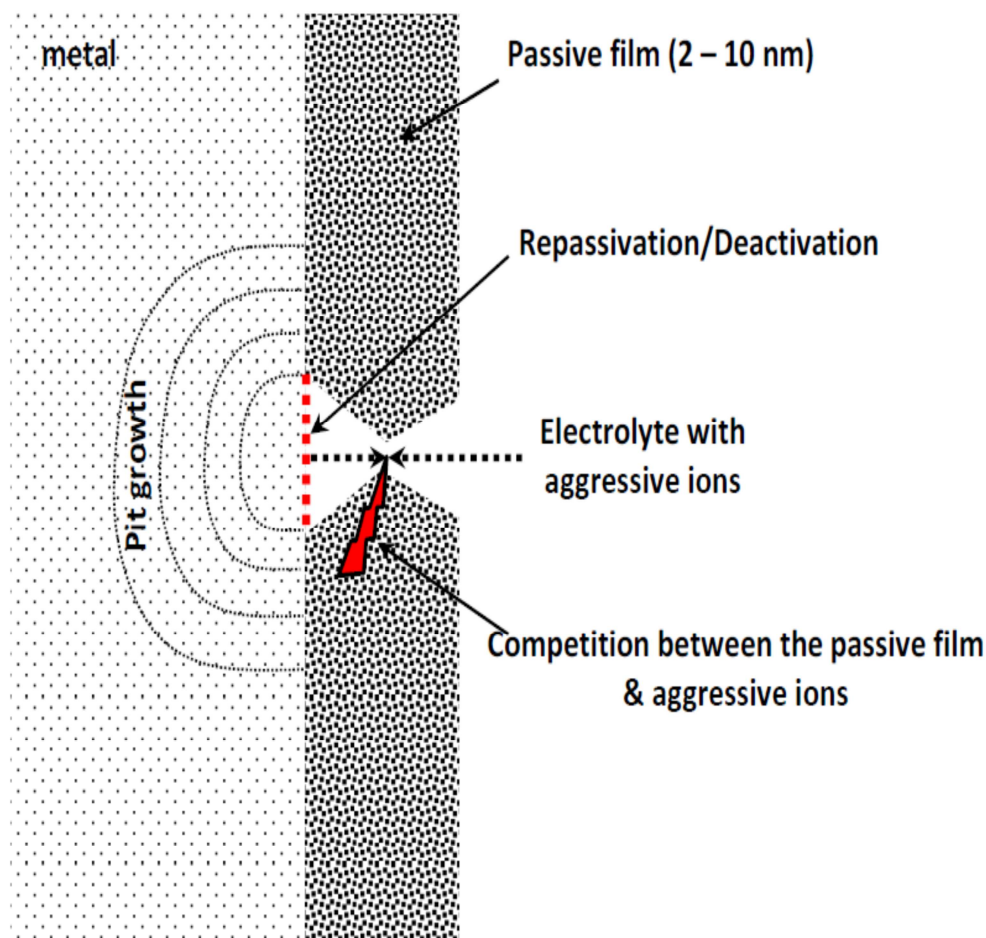 metal
Passive film (2 – 10 nm)
Repassivation/Deactivation
Pit growth
Electrolyte with
aggressive ions
Competition between the passive film
& aggressive ions